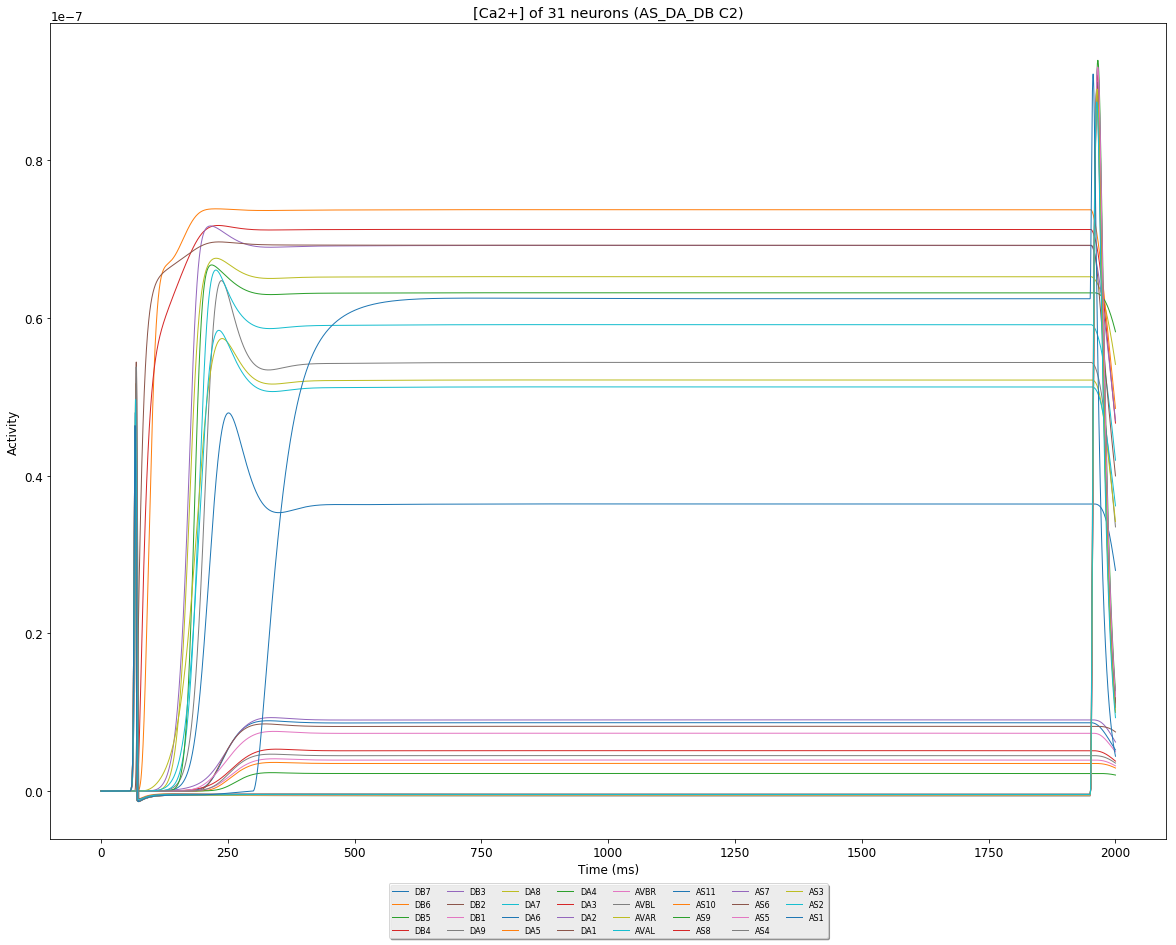 [Ca2+] of 31 neurons (AS_DA_DB C2)
1e−7
0.8
0.6
0.4
0.2
0.0
Activity
0 250 500 750 1000 1250 1500 1750 2000
Time (ms)
DB7 DB3 DA8 DA4 AVBR AS11 AS7 AS3
DB6 DB2 DA7 DA3 AVBL AS10 AS6 AS2
DB5 DB1 DA6 DA2 AVAR AS9 AS5 AS1
DB4 DA9 DA5 DA1 AVAL AS8 AS4